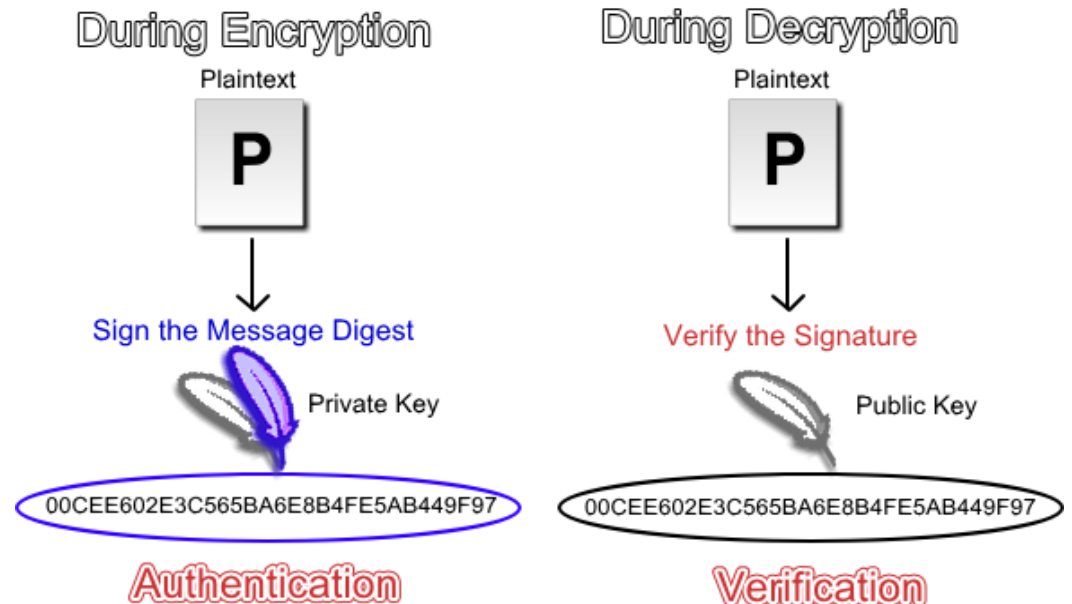 During Encryption
Plaintext
P
Sign the Message Digest
Private Key
00CEE602E3C565BA6E8B4FE5AB449F97
Authentication
During Decryption
Plaintext
P
Verify the Signature
Public Key
00CEE602E3C565BA6E8B4FE5AB449F97
Verification